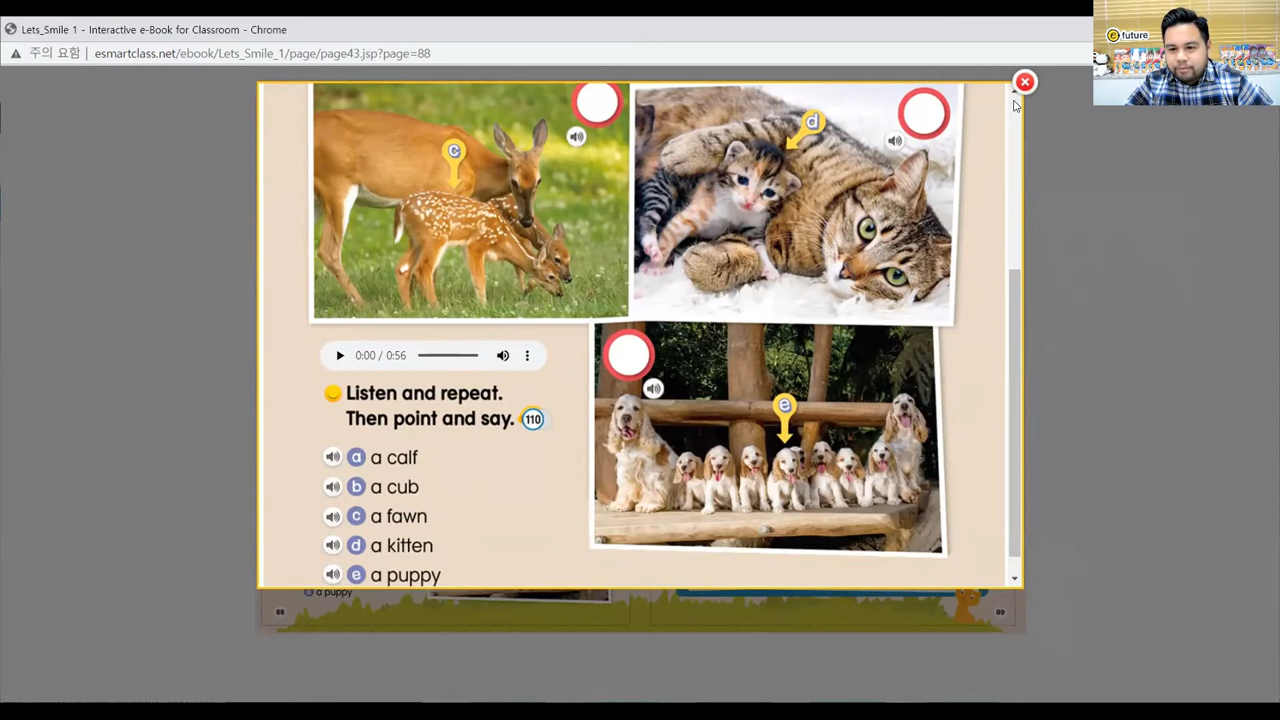 Lets_Smile 1 - Interactive e-Book for Classroom - Chrome
주의 요함 | esmartclass.net/ebook/Lets_Smile_1/page/page43.jsp?page=88
e future
c
d
0:00 / 0:56
e
Listen and repeat.
Then point and say. 110
a a calf
b a cub
c a fawn
d a kitten
e a puppy
a puppy
88
89